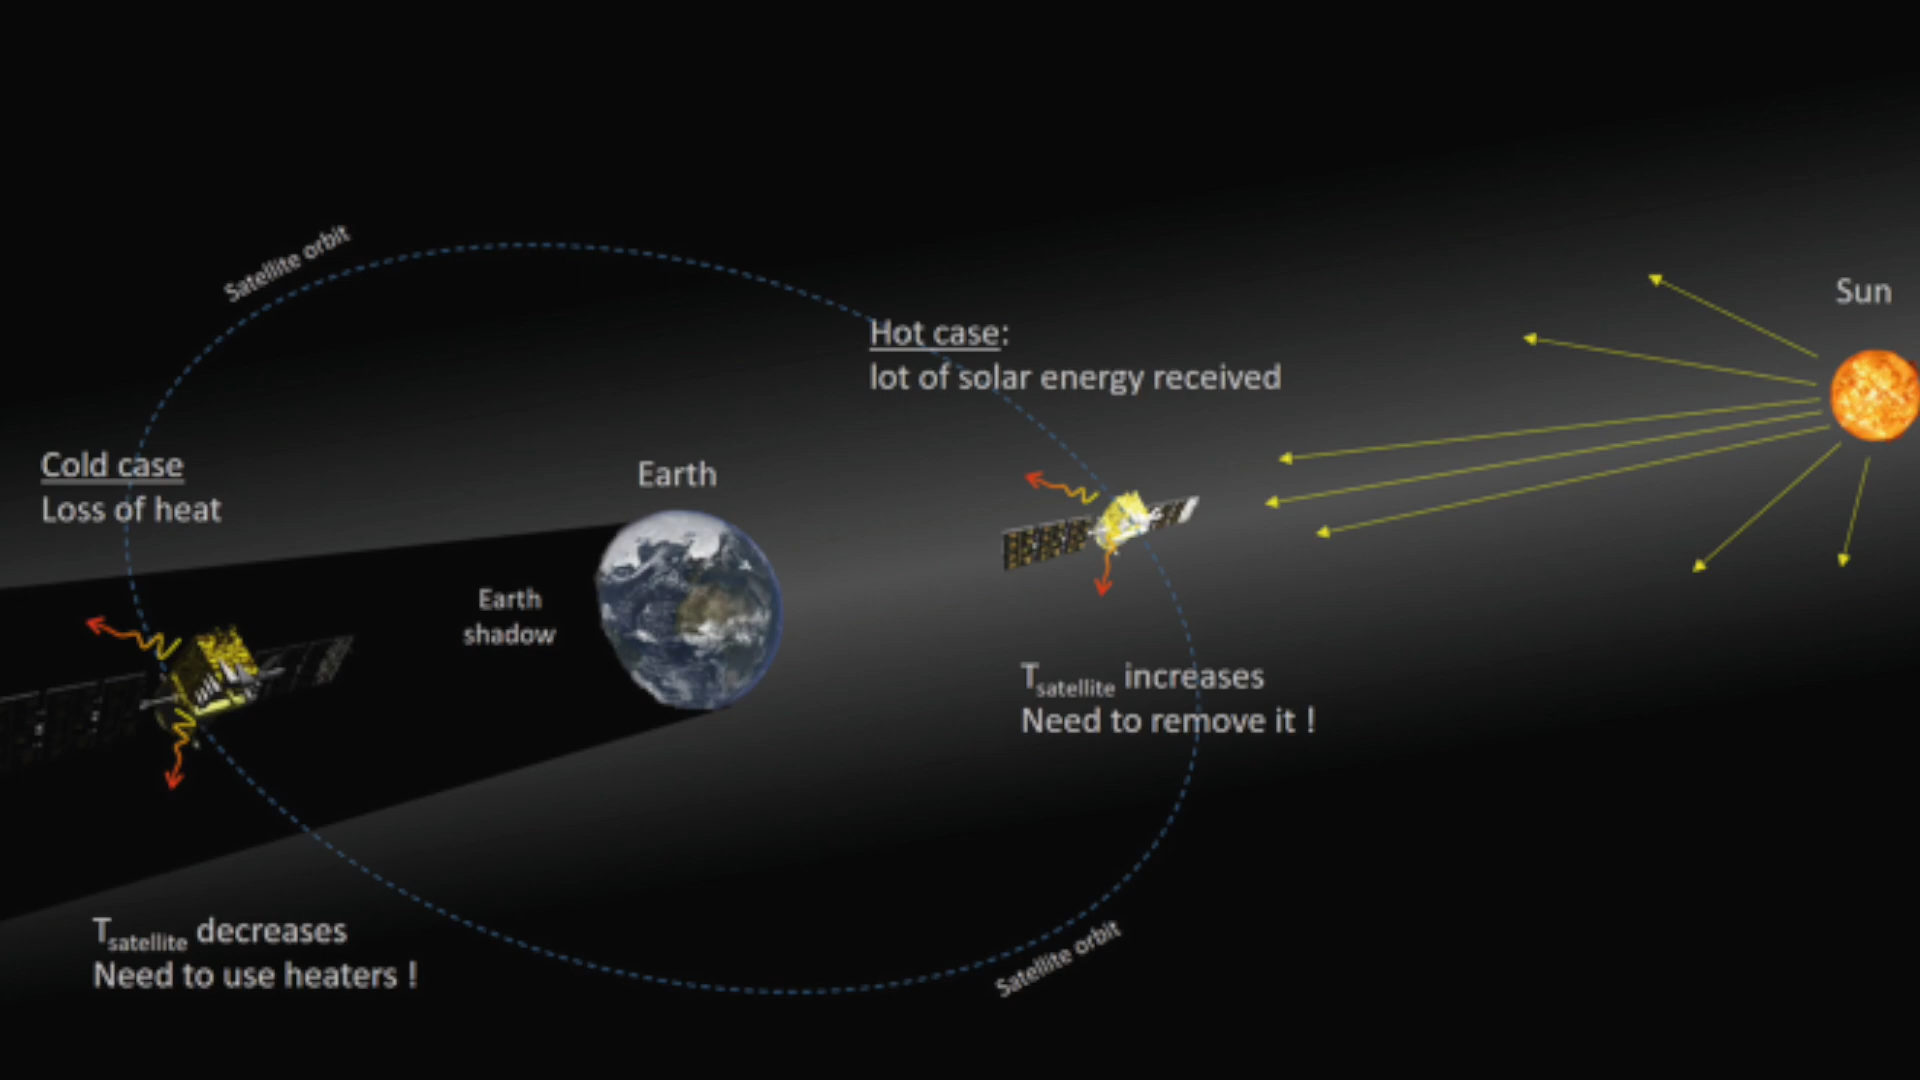 Satellite orbit
Sun
Hot case:
lot of solar energy received
Cold case
Loss of heat
Earth
Earth
shadow
Tsatellite increases
Need to remove it !
Tsatellite decreases
Need to use heaters !
Satellite orbit